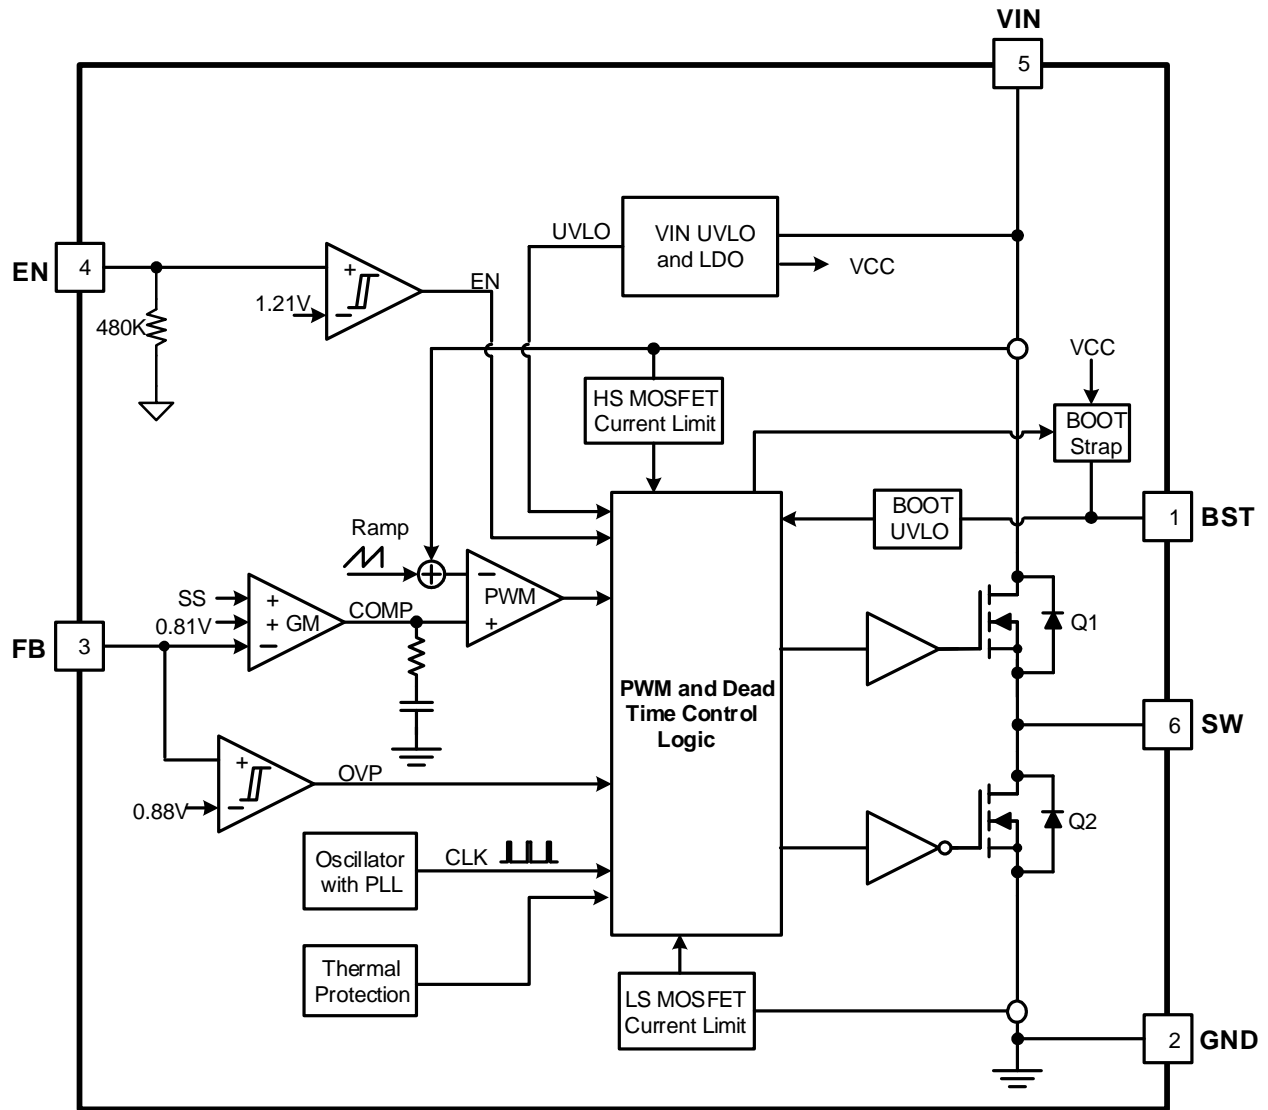 VIN
5
UVLO
VIN UVLO
and LDO
VCC
EN
4
EN
1.21V
480K
+
−
VCC
HS MOSFET
Current Limit
BOOT
Strap
BOOT
UVLO
1
BST
Ramp
+
−
PWM
+
SS
0.81V
+
+ GM
−
COMP
FB
3
Q1
PWM and Dead
Time Control
Logic
6
SW
+
−
OVP
0.88V
Q2
Oscillator
with PLL
CLK
Thermal
Protection
LS MOSFET
Current Limit
2
GND